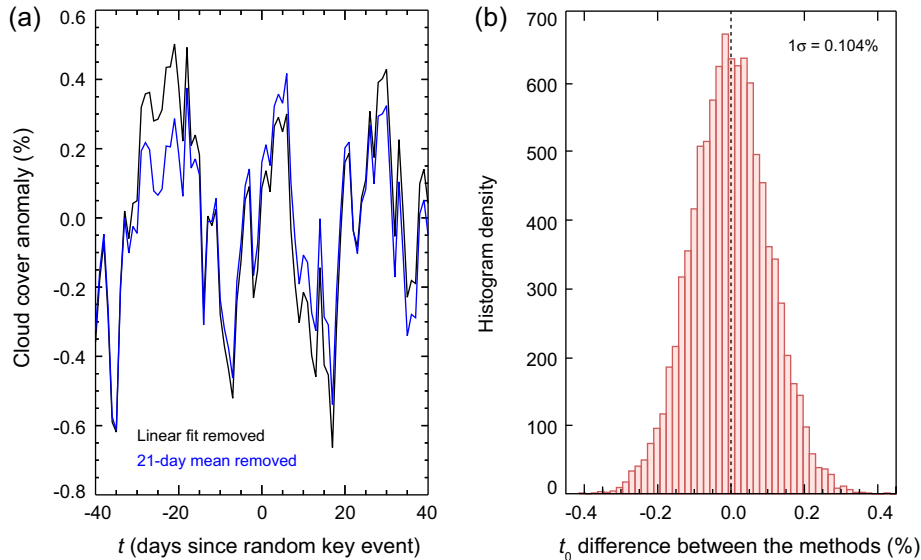 (a)
0.6
0.4
0.2
0.0
-0.2
-0.4
-0.6
-0.8
Cloud cover anomaly (%)
Linear fit removed
21-day mean removed
-40
-20
0
20
40
t (days since random key event)
(b)
700
600
500
400
300
200
100
0
Histogram density
1σ = 0.104%
-0.4
-0.2
0.0
0.2
0.4
t0 difference between the methods (%)